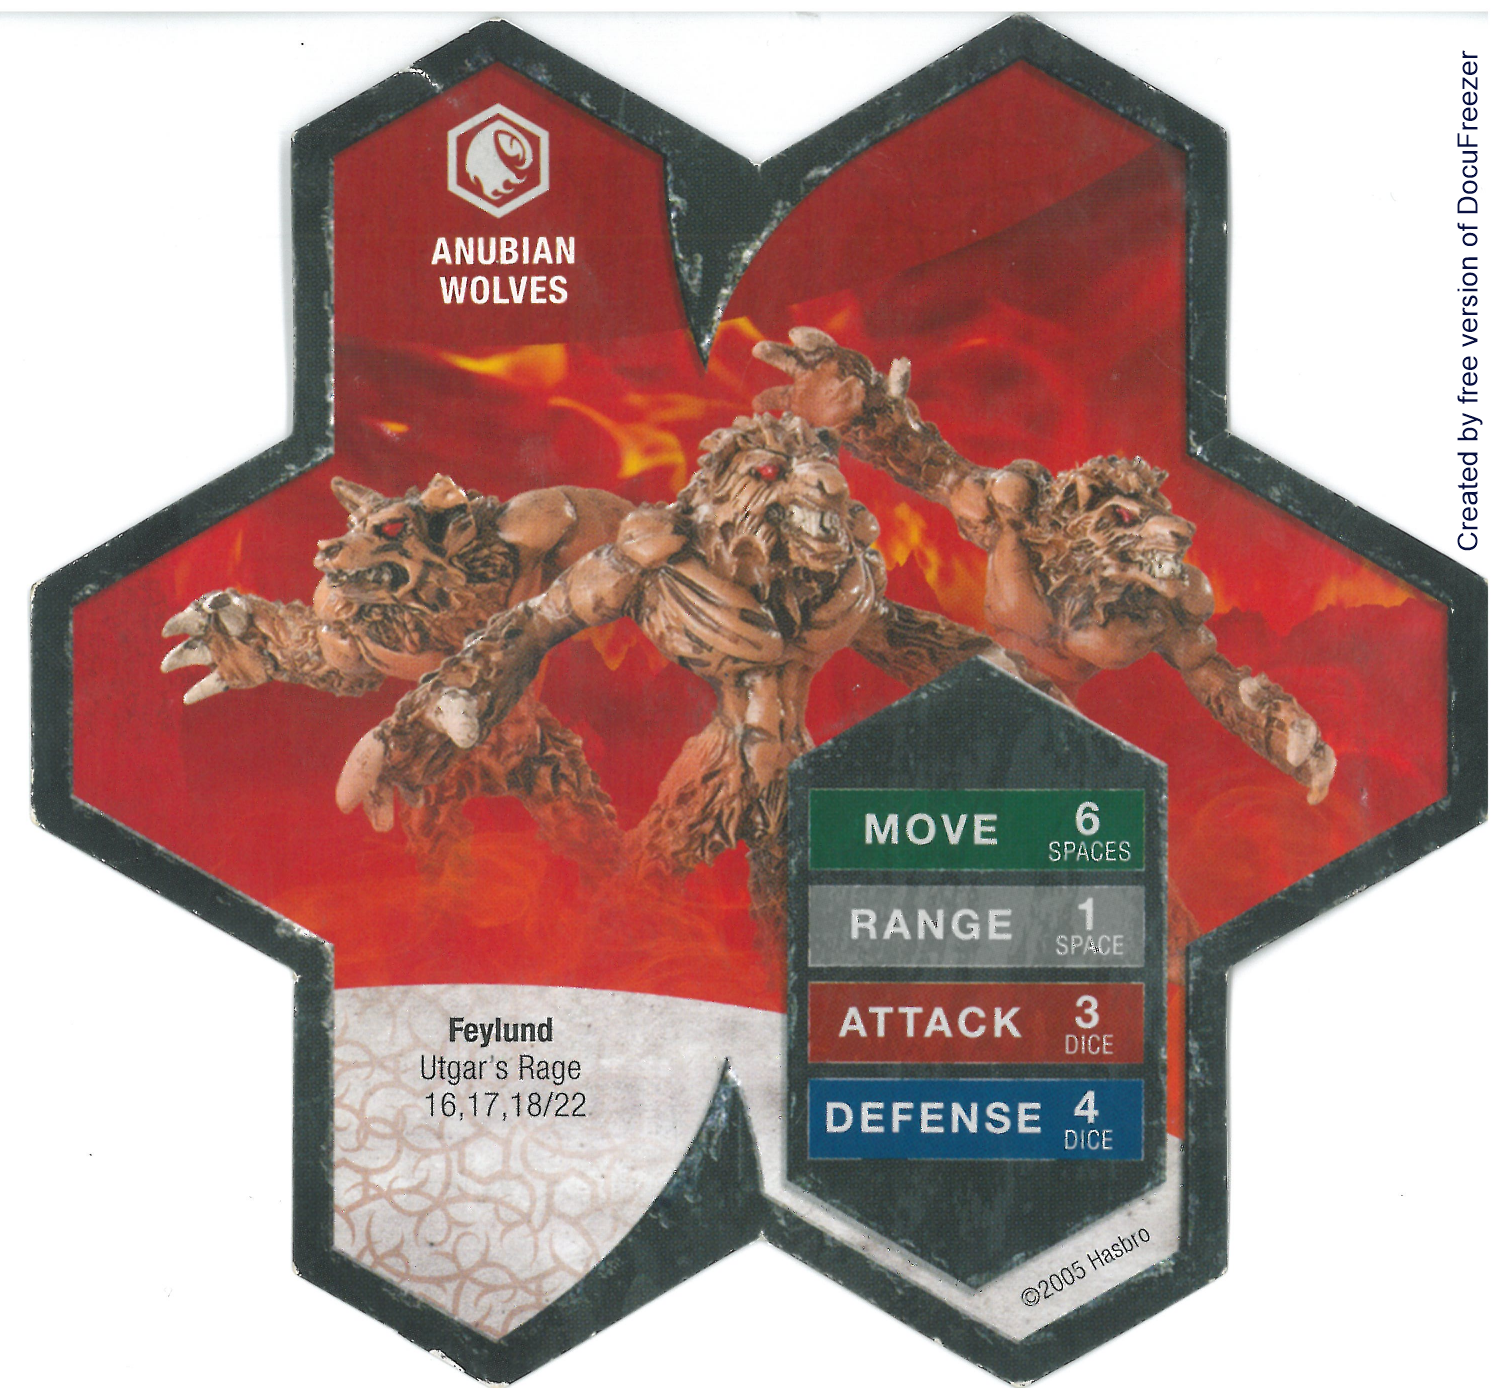 ANUBIAN
WOLVES
MOVE 6
SPACES
RANGE 1
SPACE
ATTACK 3
DICE
DEFENSE 4
DICE
Feylund
Utgar's Rage
16,17,18/22
©2005 Hasbro
Created by free version of DocuFreezer